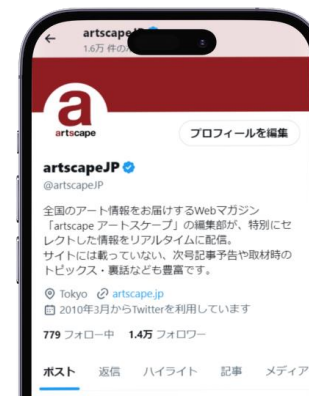 artscape
1.6万 件の
a
artscape
プロフィールを編集
artscapeJP
@artscapeJP
全国のアート情報をお届けするWebマガジン
「artscape アートスケープ」の編集部が、特別にセ
レクトした情報をリアルタイムに配信。
サイトには載っていない、次号記事予告や取材時の
トピックス・裏話なども豊富です。
Tokyo artscape.jp
2010年3月からTwitterを利用しています
779 フォロー中 1.4万 フォロワー
ポスト 返信 ハイライト 記事 メディア